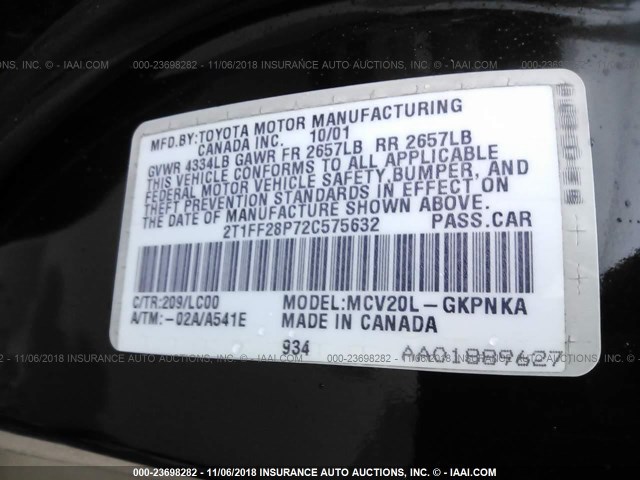 000-23698282 - 11/06/2018 INSURANCE AUTO AUCTIONS, INC. - IAAI.COM
MFD.BY:TOYOTA MOTOR MANUFACTURING
CANADA INC. 10/01
GVWR 4334LB GAWR FR 2657LB RR 2657LB
THIS VEHICLE CONFORMS TO ALL APPLICABLE
FEDERAL MOTOR VEHICLE SAFETY,BUMPER, AND
THEFT PREVENTION STANDARDS IN EFFECT ON
THE DATE OF MANUFACTURE SHOWN ABOVE.
2T1FF28P72C575632 PASS.CAR
C/TR:209/LC00 MODEL:MCV20L-GKPNKA
A/TM:-02A/A541E MADE IN CANADA
934 AA01889627
000-23698282 - 11/06/2018 INSURANCE AUTO AUCTIONS, INC. - IAAI.COM